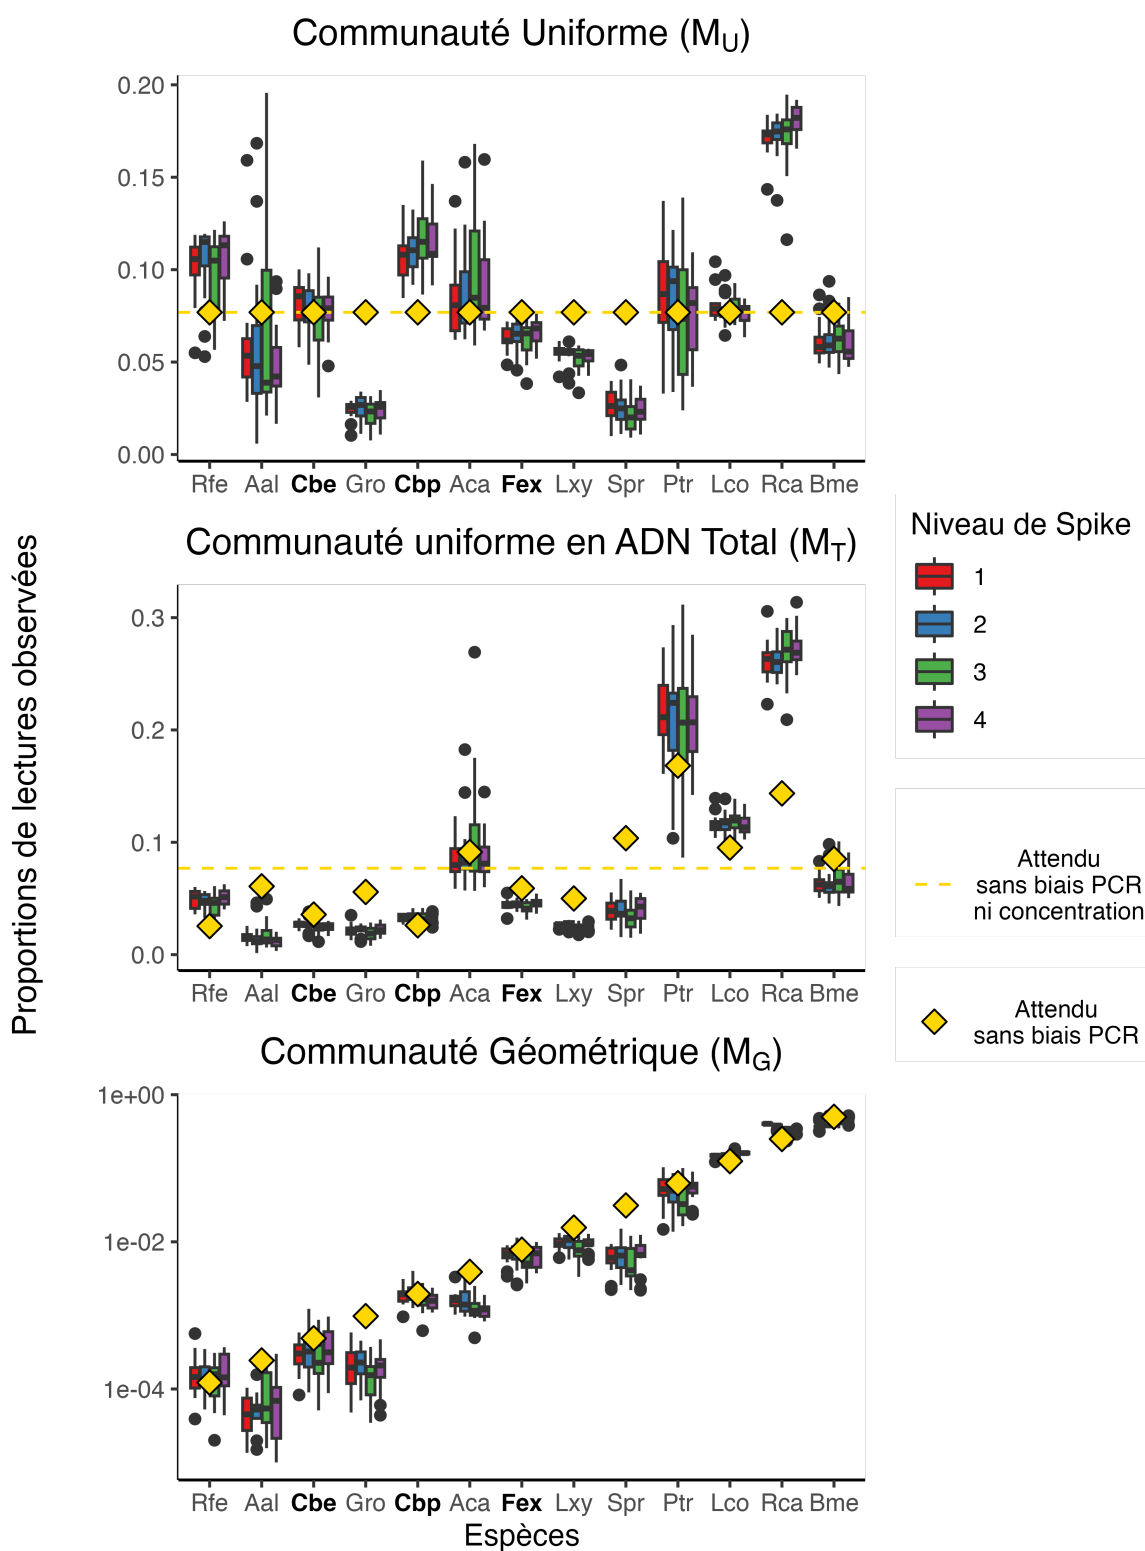 Communauté Uniforme (MU)
0.20
0.15
0.10
0.05
0.00
Rfe Aal Cbe Gro Cbp Aca Fex Lxy Spr Ptr Lco Rca Bme
Proportions de lectures observées
Communauté uniforme en ADN Total (MT)
0.3
0.2
0.1
0.0
Rfe Aal Cbe Gro Cbp Aca Fex Lxy Spr Ptr Lco Rca Bme
Communauté Géométrique (MG)
1e+00
1e-02
1e-04
Rfe Aal Cbe Gro Cbp Aca Fex Lxy Spr Ptr Lco Rca Bme
Espèces
Niveau de Spike
1
2
3
4
Attendu
sans biais PCR
ni concentration
Attendu
sans biais PCR